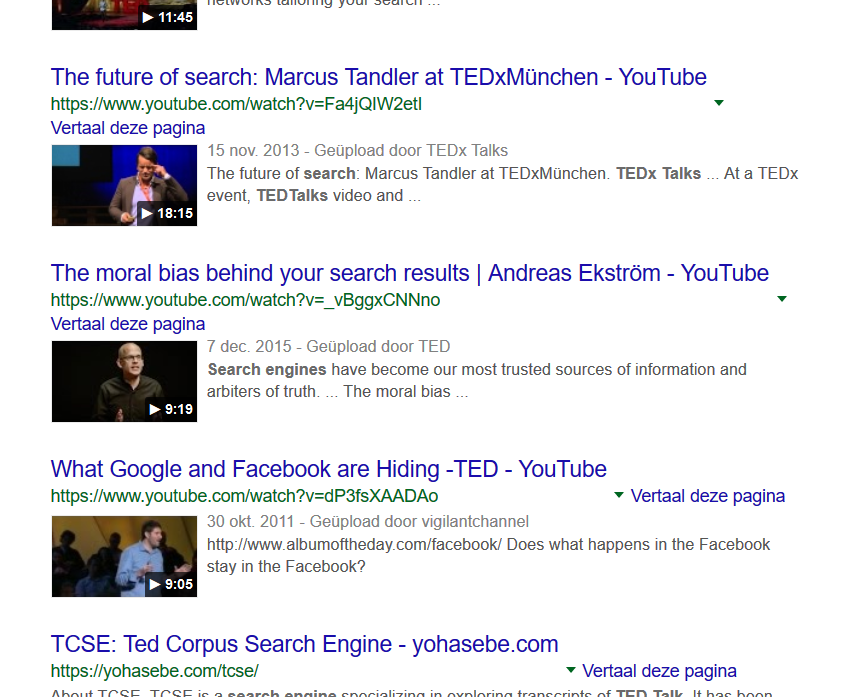 networks tailoring your search ...
11:45
The future of search: Marcus Tandler at TEDxMünchen - YouTube
https://www.youtube.com/watch?v=Fa4jQIW2etI
Vertaal deze pagina
15 nov. 2013 - Geüpload door TEDx Talks
The future of search: Marcus Tandler at TEDxMünchen. TEDx Talks ... At a TEDx
event, TEDTalks video and ...
18:15
The moral bias behind your search results | Andreas Ekström - YouTube
https://www.youtube.com/watch?v=_vBggxCNNno
Vertaal deze pagina
7 dec. 2015 - Geüpload door TED
Search engines have become our most trusted sources of information and
arbiters of truth. ... The moral bias ...
9:19
What Google and Facebook are Hiding -TED - YouTube
https://www.youtube.com/watch?v=dP3fsXAADAo Vertaal deze pagina
30 okt. 2011 - Geüpload door vigilantchannel
http://www.albumoftheday.com/facebook/ Does what happens in the Facebook
stay in the Facebook?
9:05
TCSE: Ted Corpus Search Engine - yohasebe.com
https://yohasebe.com/tcse/ Vertaal deze pagina
About TCSE. TCSE is a search engine specializing in exploring transcripts of TED Talk. It has been